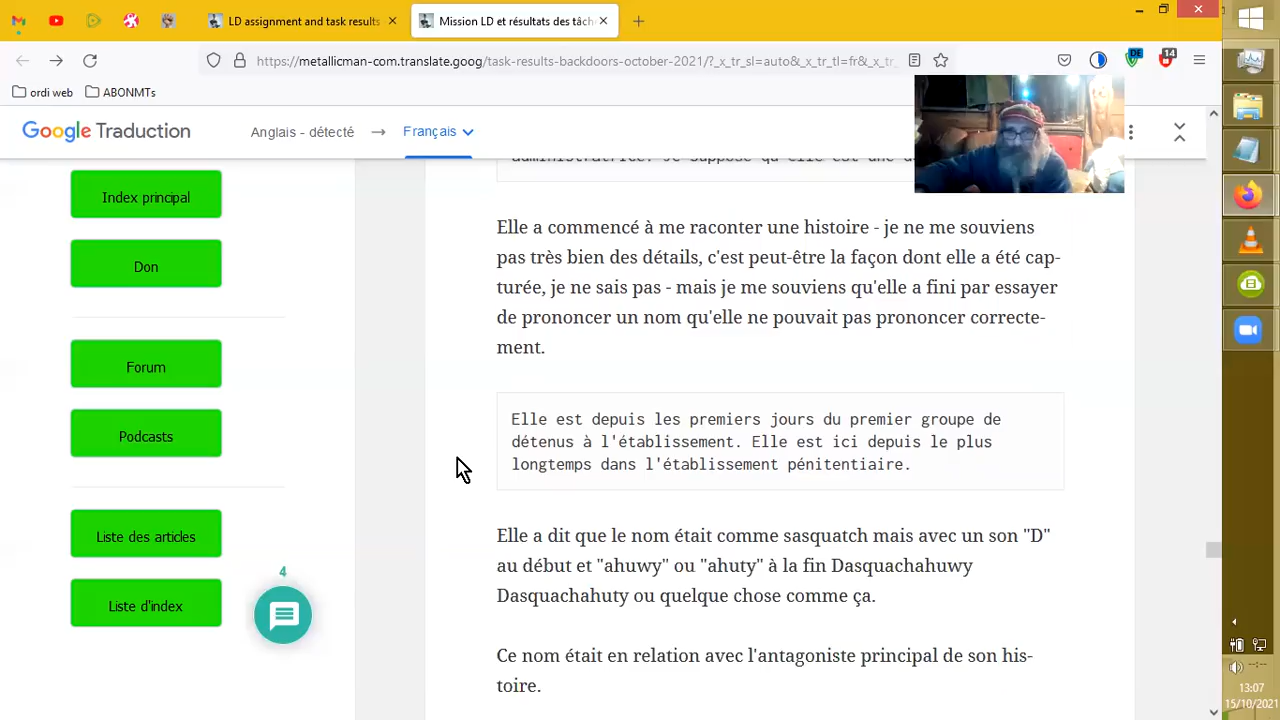 LD assignment and task results
Mission LD et résultats des tâch
https://metallicman-com.translate.goog/task-re
ackdoors-october-2021/?_x_tr_sl=auto&_x_tr_tl=fr&_x_
DE
14
ordi web
ABONMTs
Google Traduction
Anglais - détecté
Français
Index principal
Don
Forum
Podcasts
Liste des articles
Liste d'index
4
Elle a commencé à me raconter une histoire - je ne me souviens
pas très bien des détails, c'est peut-être la façon dont elle a été cap-
turée, je ne sais pas - mais je me souviens qu'elle a fini par essayer
de prononcer un nom qu'elle ne pouvait pas prononcer correcte-
ment.
Elle est depuis les premiers jours du premier groupe de
détenus à l'établissement. Elle est ici depuis le plus
longtemps dans l'établissement pénitentiaire.
Elle a dit que le nom était comme sasquatch mais avec un son "D"
au début et "ahuwy" ou "ahuty" à la fin Dasquachahuwy
Dasquachahuty ou quelque chose comme ça.
Ce nom était en relation avec l'antagoniste principal de son his-
toire.
13:07
15/10/2021